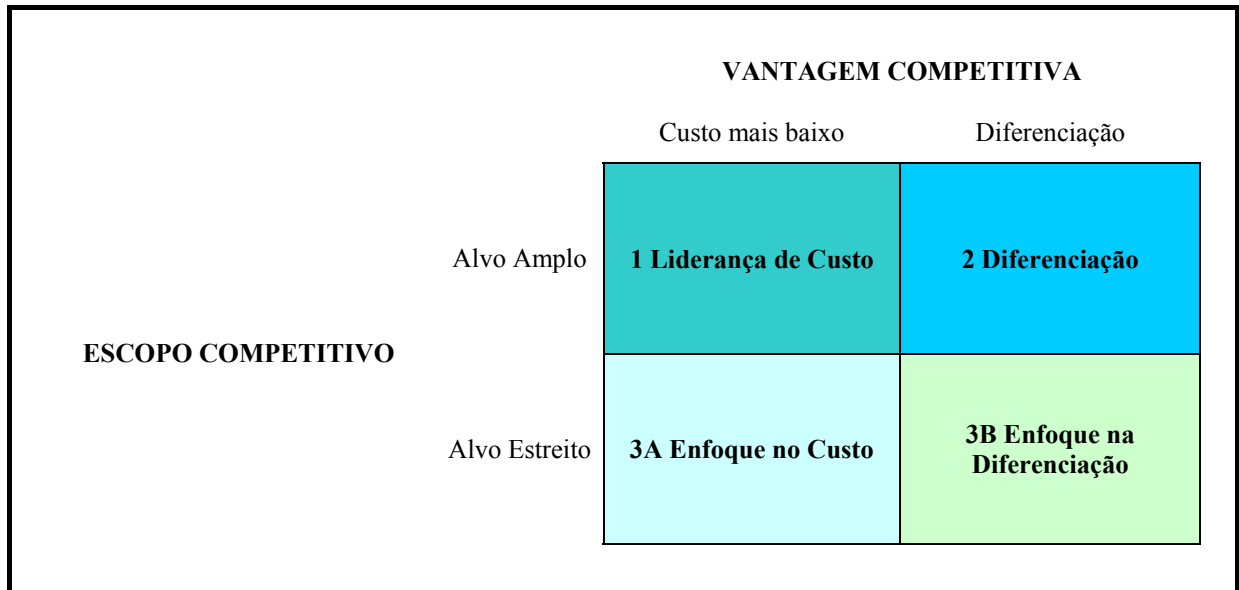 VANTAGEM COMPETITIVA
Custo mais baixo
Diferenciação
Alvo Amplo
1 Liderança de Custo
2 Diferenciação
ESCOPO COMPETITIVO
Alvo Estreito
3A Enfoque no Custo
3B Enfoque na
Diferenciação